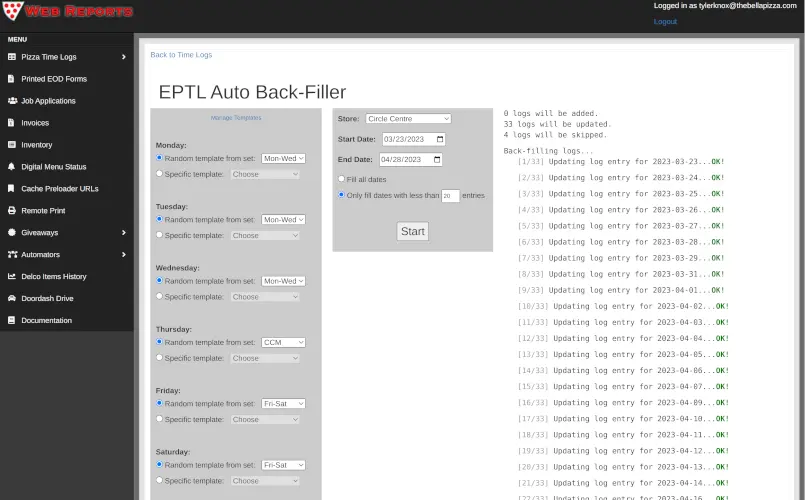 Web Reports
Logged in as tylerknox@thebellapizza.com
Logout
MENU
Pizza Time Logs
Printed EOD Forms
Job Applications
Invoices
Inventory
Digital Menu Status
Cache Preloader URLs
Remote Print
Giveaways
Automators
Delco Items History
Doordash Drive
Documentation
Back to Time Logs
EPTL Auto Back-Filler
Manage Templates
Monday:
Random template from set: Mon-Wed
Specific template: Choose
Tuesday:
Random template from set: Mon-Wed
Specific template: Choose
Wednesday:
Random template from set: Mon-Wed
Specific template: Choose
Thursday:
Random template from set: CCM
Specific template: Choose
Friday:
Random template from set: Fri-Sat
Specific template: Choose
Saturday:
Random template from set: Fri-Sat
Specific template: Choose
Store: Circle Centre
Start Date: 03/23/2023
End Date: 04/28/2023
Fill all dates
Only fill dates with less than 20 entries
Start
0 logs will be added.
33 logs will be updated.
4 logs will be skipped.
Back-filling logs...
[1/33] Updating log entry for 2023-03-23...OK!
[2/33] Updating log entry for 2023-03-24...OK!
[3/33] Updating log entry for 2023-03-25...OK!
[4/33] Updating log entry for 2023-03-26...OK!
[5/33] Updating log entry for 2023-03-27...OK!
[6/33] Updating log entry for 2023-03-28...OK!
[7/33] Updating log entry for 2023-03-29...OK!
[8/33] Updating log entry for 2023-03-31...OK!
[9/33] Updating log entry for 2023-04-01...OK!
[10/33] Updating log entry for 2023-04-02...OK!
[11/33] Updating log entry for 2023-04-03...OK!
[12/33] Updating log entry for 2023-04-04...OK!
[13/33] Updating log entry for 2023-04-05...OK!
[14/33] Updating log entry for 2023-04-06...OK!
[15/33] Updating log entry for 2023-04-07...OK!
[16/33] Updating log entry for 2023-04-09...OK!
[17/33] Updating log entry for 2023-04-10...OK!
[18/33] Updating log entry for 2023-04-11...OK!
[19/33] Updating log entry for 2023-04-12...OK!
[20/33] Updating log entry for 2023-04-13...OK!
[21/33] Updating log entry for 2023-04-14...OK!
[22/33] Updating log entry for 2023-04-16...OK!